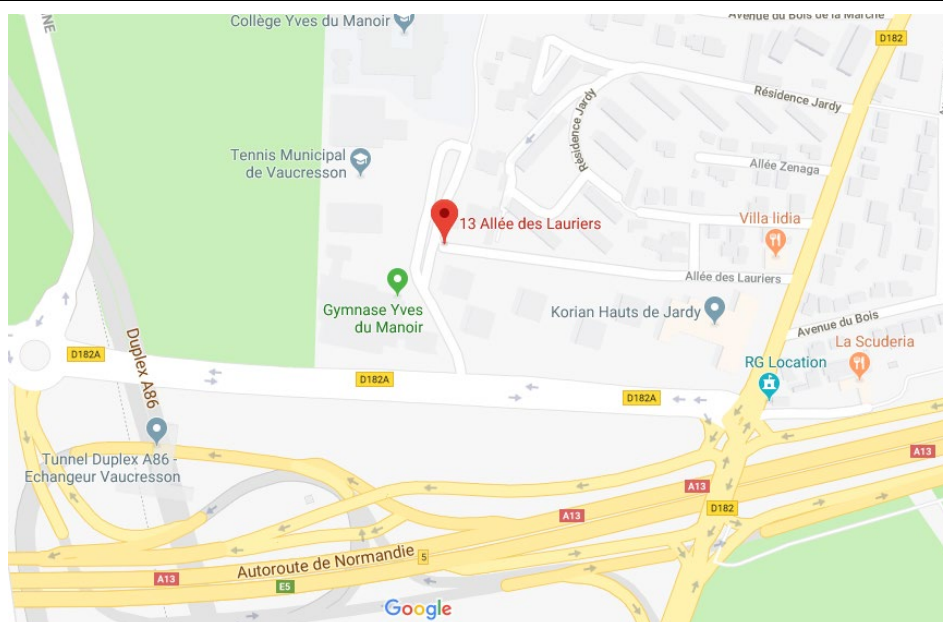 Collège Yves du Manoir
Avenue du Bois de la Marche
D182
Résidence Jardy
Résidence Jardy
Tennis Municipal
de Vaucresson
Allée Zenaga
13 Allée des Lauriers
Villa lidia
Allée des Lauriers
Gymnase Yves
du Manoir
Korian Hauts de Jardy
Avenue du Bois
La Scuderia
Duplex A86
D182A
RG Location
D182A
D182A
Tunnel Duplex A86 -
Echangeur Vaucresson
A13
A13
D182
A13
Autoroute de Normandie
5
A13
E5
Google